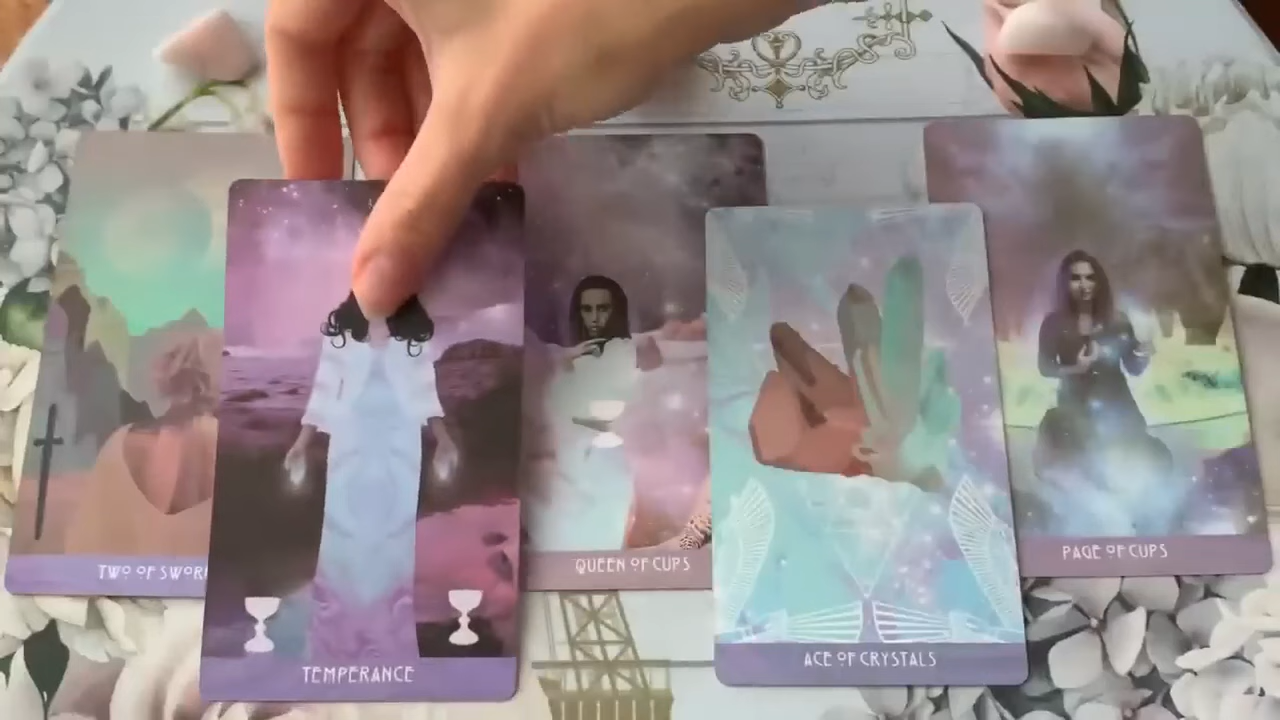 TWO OF SWOR
TEMPERANCE
QUEEN OF CUPS
ACE OF CRYSTALS
PAGE OF CUPS